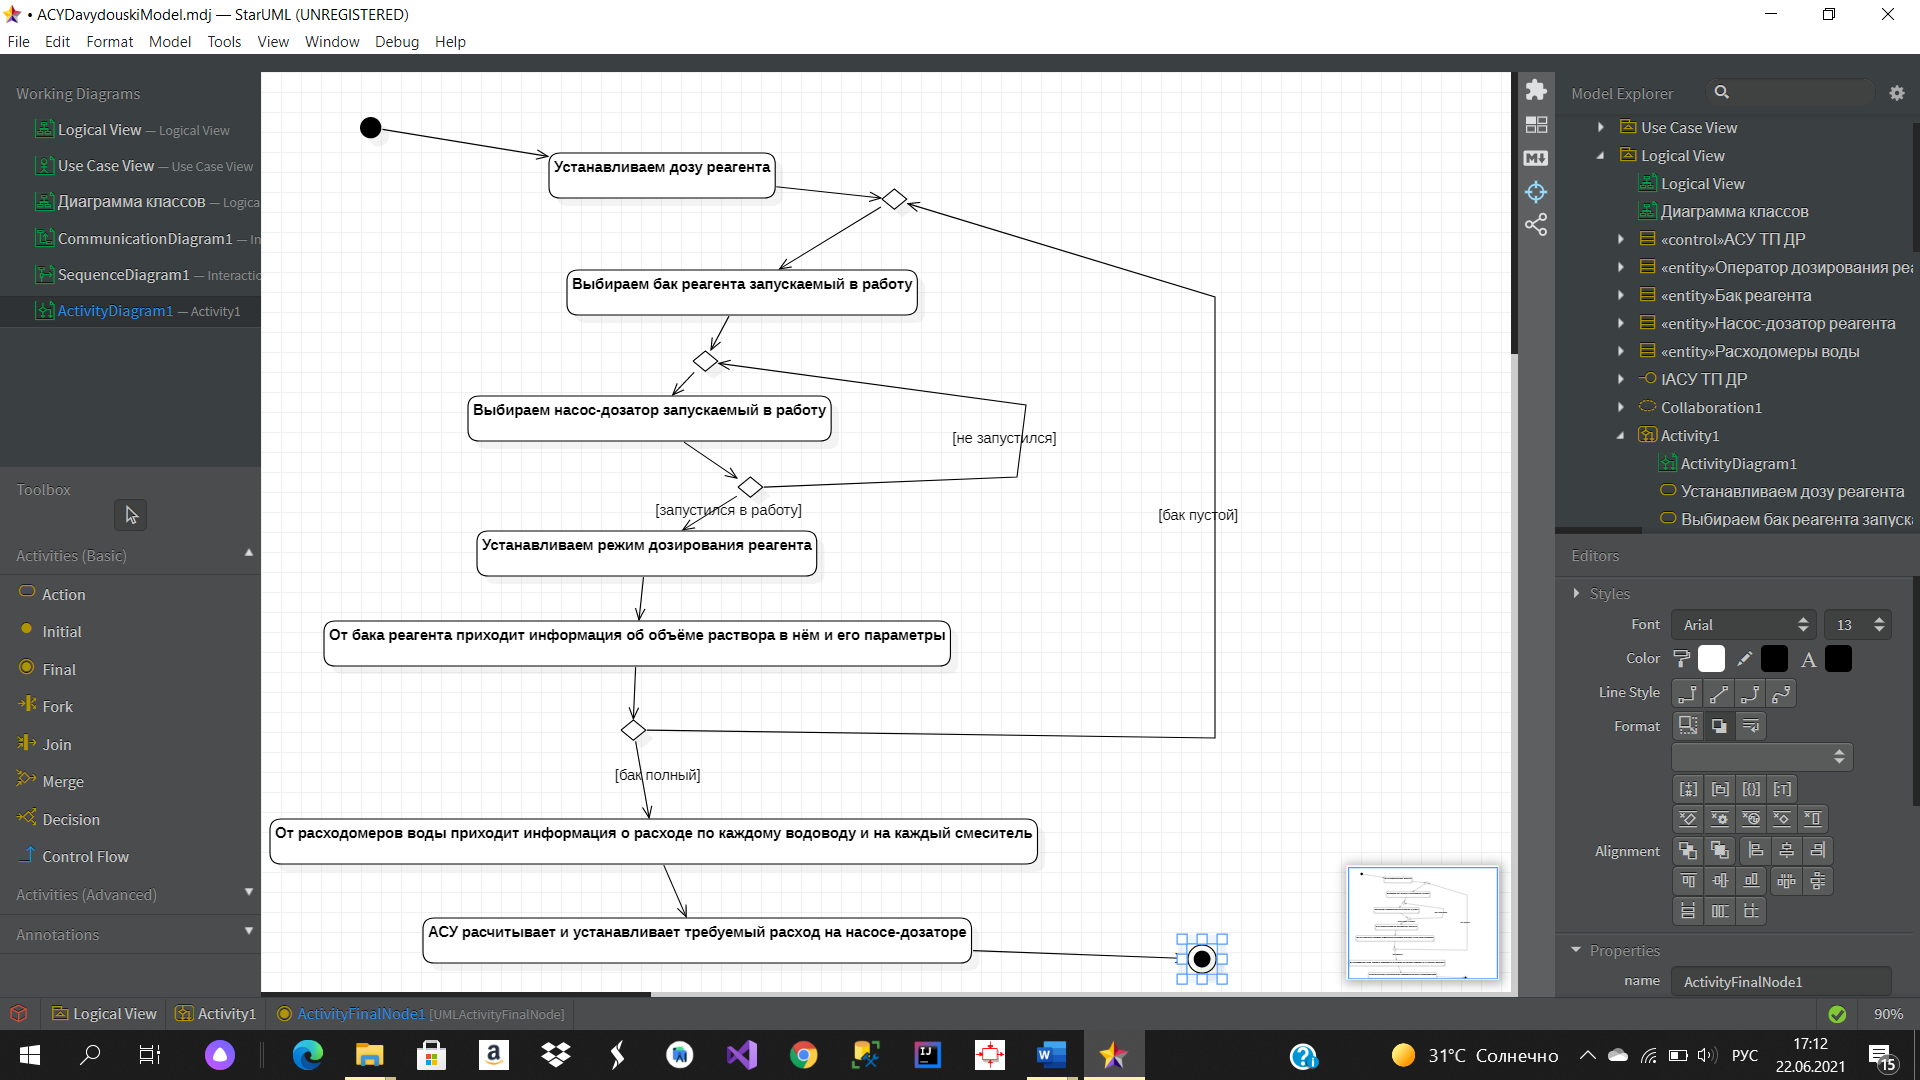 • ACYDavydouskiModel.mdj — StarUML (UNREGISTERED)
File Edit Format Model Tools View Window Debug Help
Working Diagrams
Logical View — Logical View
Use Case View — Use Case View
Диаграмма классов — Logica
CommunicationDiagram1 — In
SequenceDiagram1 — Interactic
ActivityDiagram1 — Activity1
Toolbox
Activities (Basic)
Action
Initial
Final
Fork
Join
Merge
Decision
Control Flow
Activities (Advanced)
Annotations
Устанавливаем дозу реагента
Выбираем бак реагента запускаемый в работу
Выбираем насос-дозатор запускаемый в работу
[не запустился]
[запустился в работу]
[бак пустой]
Устанавливаем режим дозирования реагента
От бака реагента приходит информация об объёме раствора в нём и его параметры
[бак полный]
От расходомеров воды приходит информация о расходе по каждому водоводу и на каждый смеситель
АСУ расчитывает и устанавливает требуемый расход на насосе-дозаторе
Model Explorer
Use Case View
Logical View
Logical View
Диаграмма классов
«control»АСУ ТП ДР
«entity»Оператор дозирования реа
«entity»Бак реагента
«entity»Насос-дозатор реагента
«entity»Расходомеры воды
IАСУ ТП ДР
Collaboration1
Activity1
ActivityDiagram1
Устанавливаем дозу реагента
Выбираем бак реагента запуска
Editors
Styles
Font Arial 13
Color A
Line Style
Format
Alignment
Properties
name ActivityFinalNode1
Logical View Activity1 ActivityFinalNode1 [UMLActivityFinalNode] 90%
31°C Солнечно РУС 17:12
22.06.2021 15